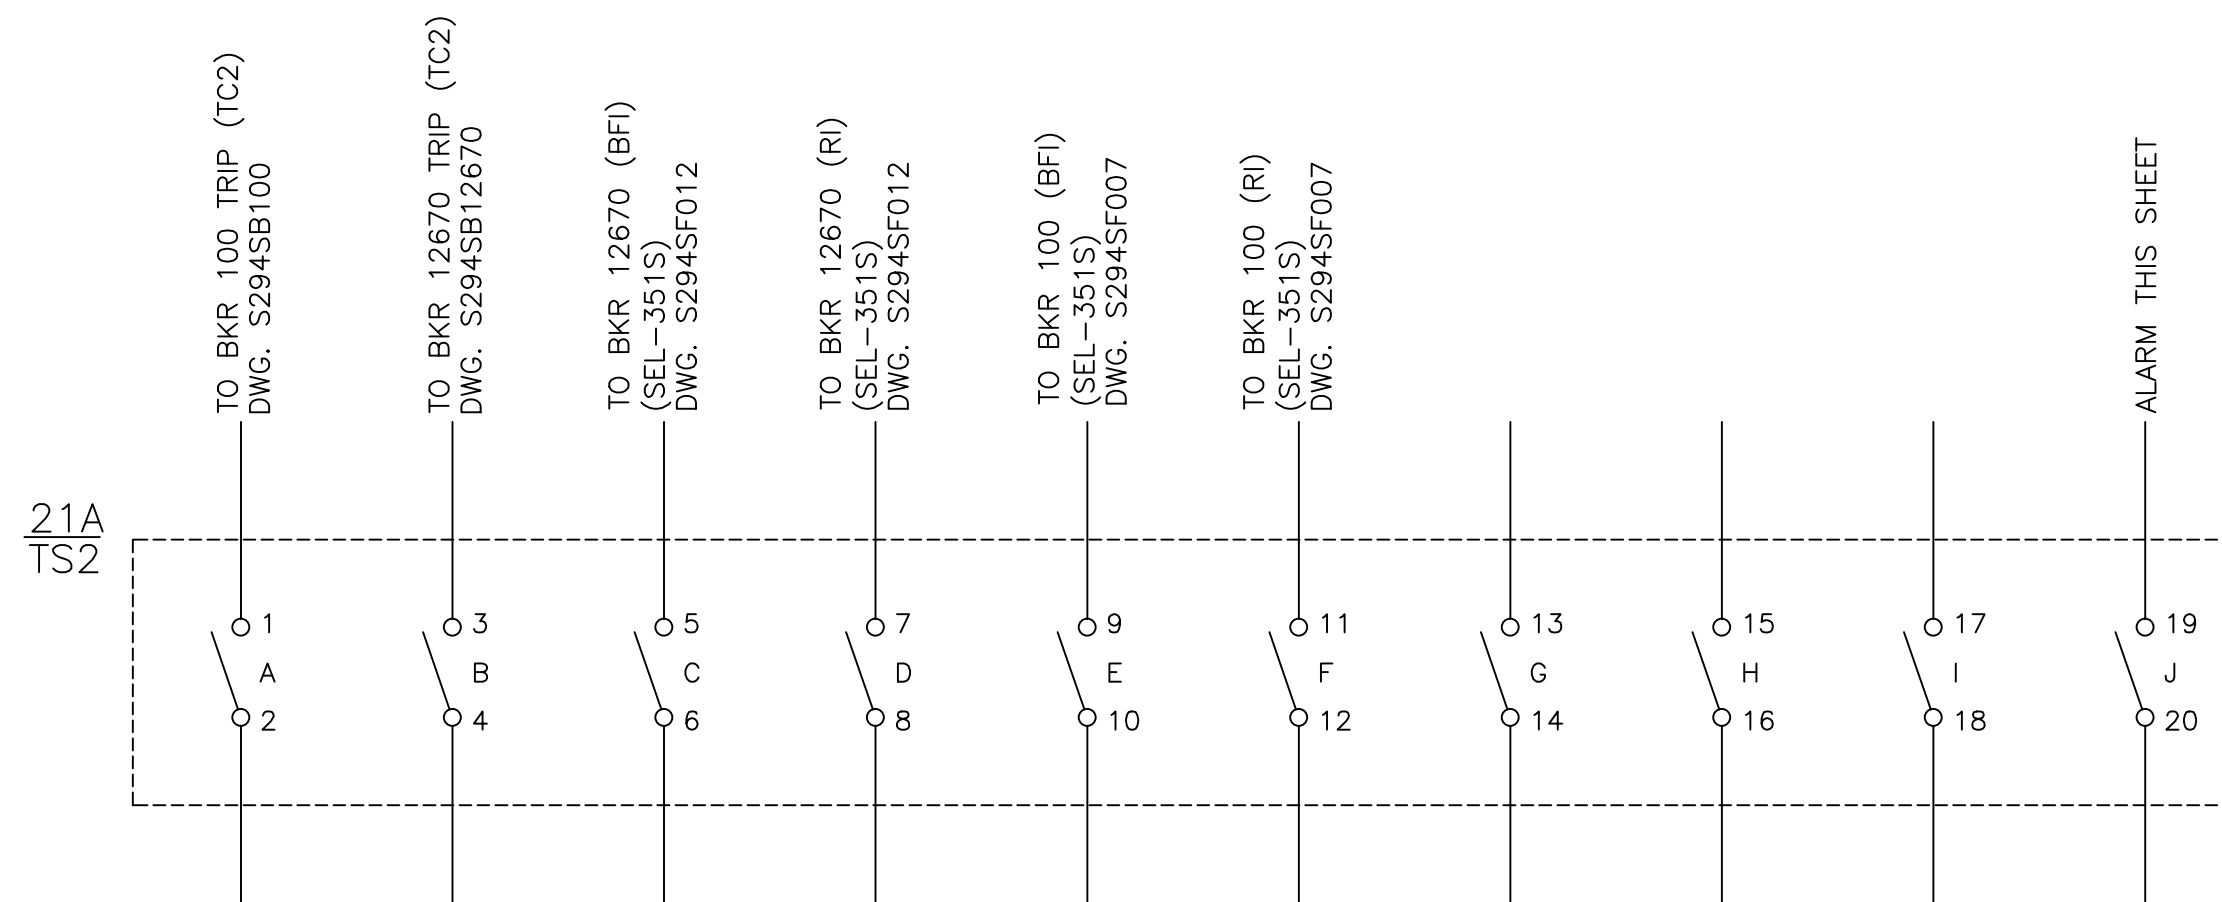 TO BKR 100 TRIP (TC2)
DWG. S294SB100
TO BKR 12670 TRIP (TC2)
DWG. S294SB12670
TO BKR 12670 (BFI)
(SEL-351S)
DWG. S294SF012
TO BKR 12670 (RI)
(SEL-351S)
DWG. S294SF012
TO BKR 100 (BFI)
(SEL-351S)
DWG. S294SF007
TO BKR 100 (RI)
(SEL-351S)
DWG. S294SF007
ALARM THIS SHEET
21A
TS2
1 3 5 7 9 11 13 15 17 19
A B C D E F G H I J
2 4 6 8 10 12 14 16 18 20